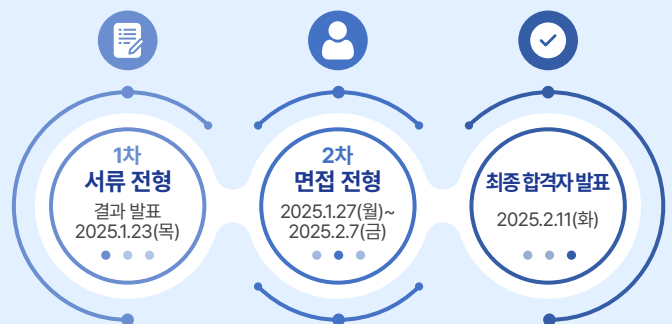 1차
서류 전형
결과 발표
2025.1.23(목)
2차
면접 전형
2025.1.27(월)~
2025.2.7(금)
최종 합격자 발표
2025.2.11(화)